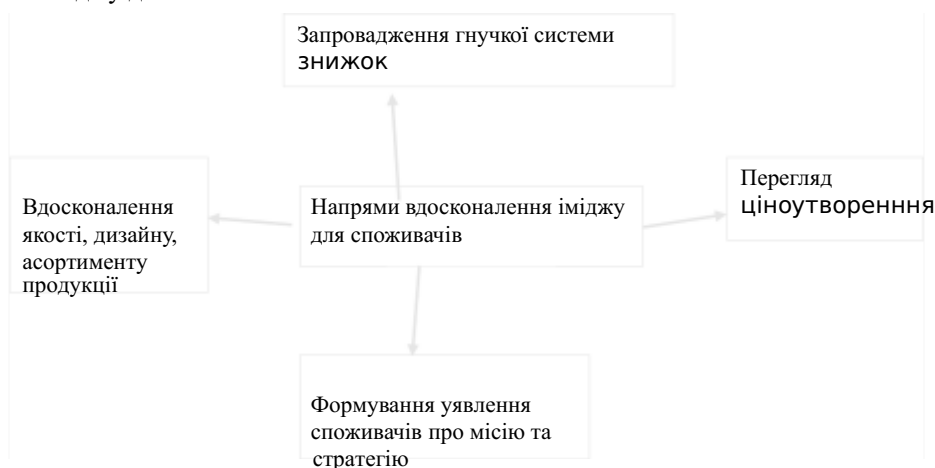 Запровадження гнучкої системи
знижок
Вдосконалення
якості, дизайну,
асортименту
продукції
Напрями вдосконалення іміджу
для споживачів
Перегляд
ціноутворенння
Формування уявлення
споживачів про місію та
стратегію